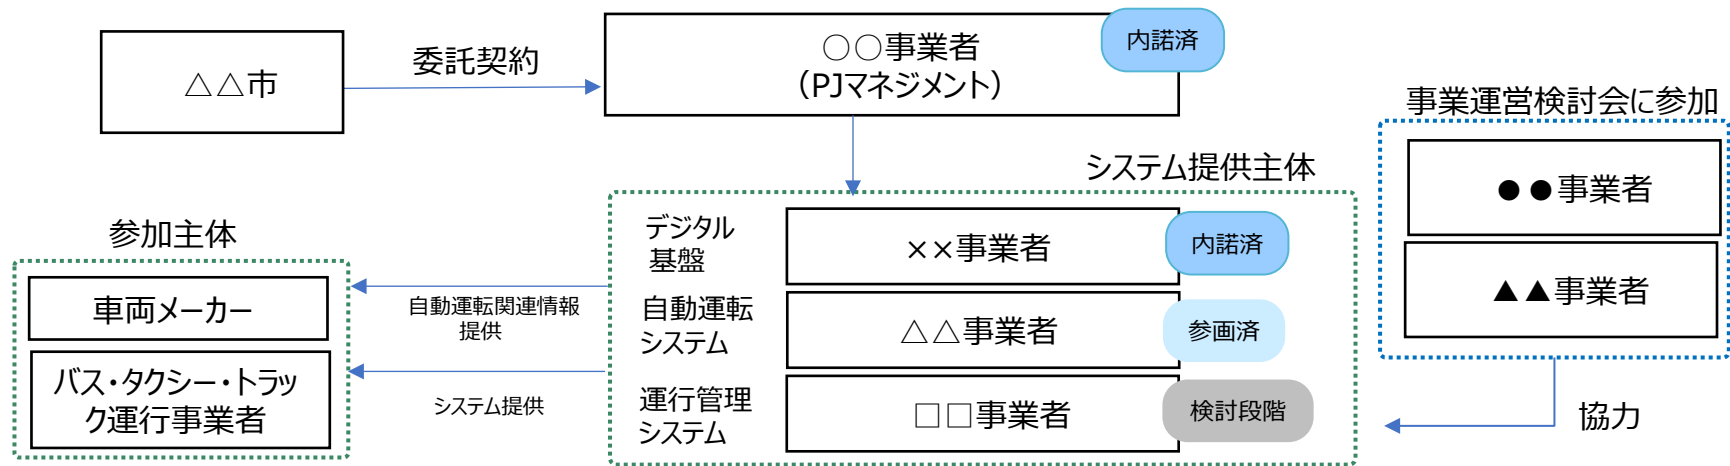 △△市
委託契約
○○事業者
（PJマネジメント）
内諾済
事業運営検討会に参加
●●事業者
▲▲事業者
協力
システム提供主体
デジタル
基盤
××事業者
内諾済
自動運転
システム
△△事業者
参画済
運行管理
システム
□□事業者
検討段階
自動運転関連情報
提供
システム提供
参加主体
車両メーカー
バス・タクシー・トラッ
ク運行事業者